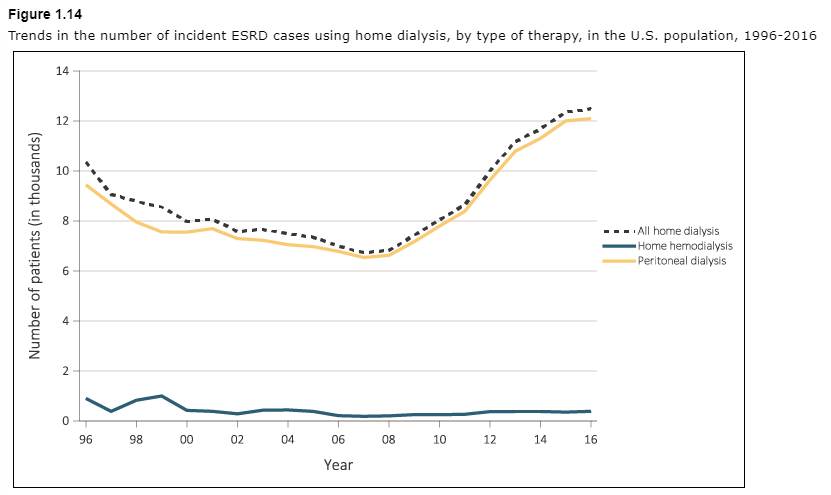 Figure 1.14
Trends in the number of incident ESRD cases using home dialysis, by type of therapy, in the U.S. population, 1996-2016
Number of patients (in thousands)
14
12
10
8
6
4
2
0
96 98 00 02 04 06 08 10 12 14 16
Year
All home dialysis
Home hemodialysis
Peritoneal dialysis